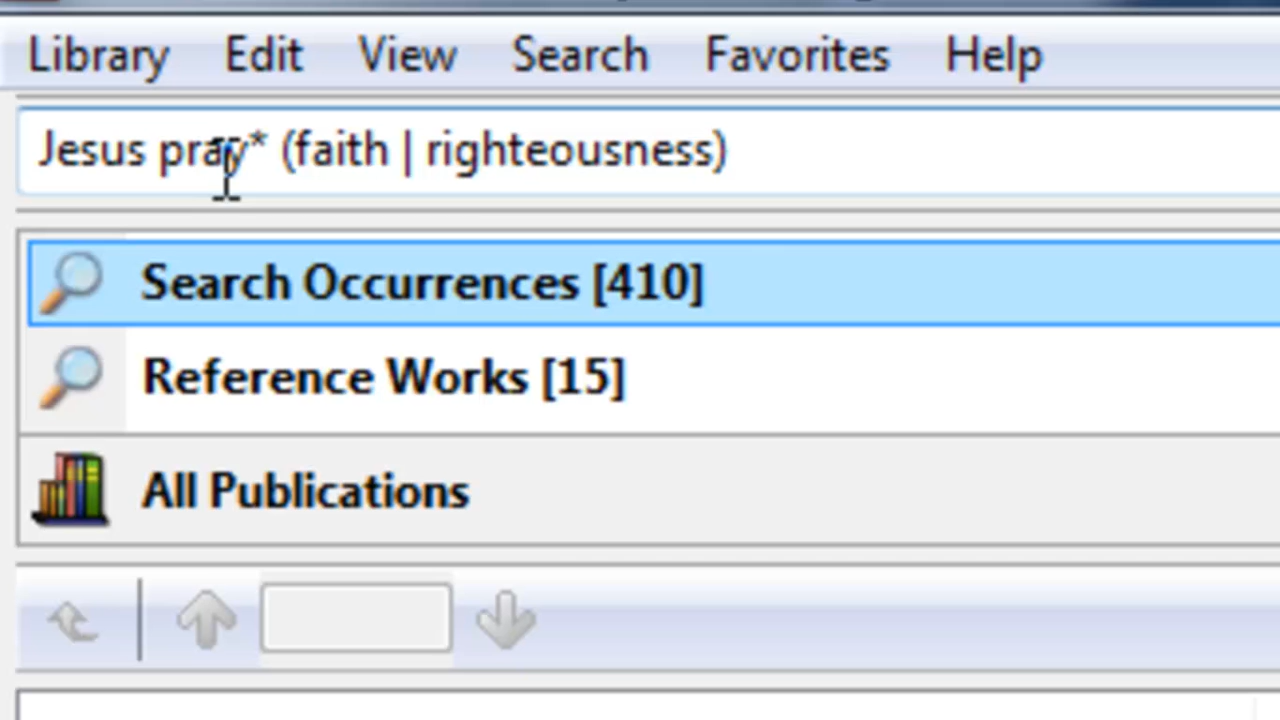 Library Edit View Search Favorites Help
Jesus pray* (faith | righteousness)
Search Occurrences [410]
Reference Works [15]
All Publications